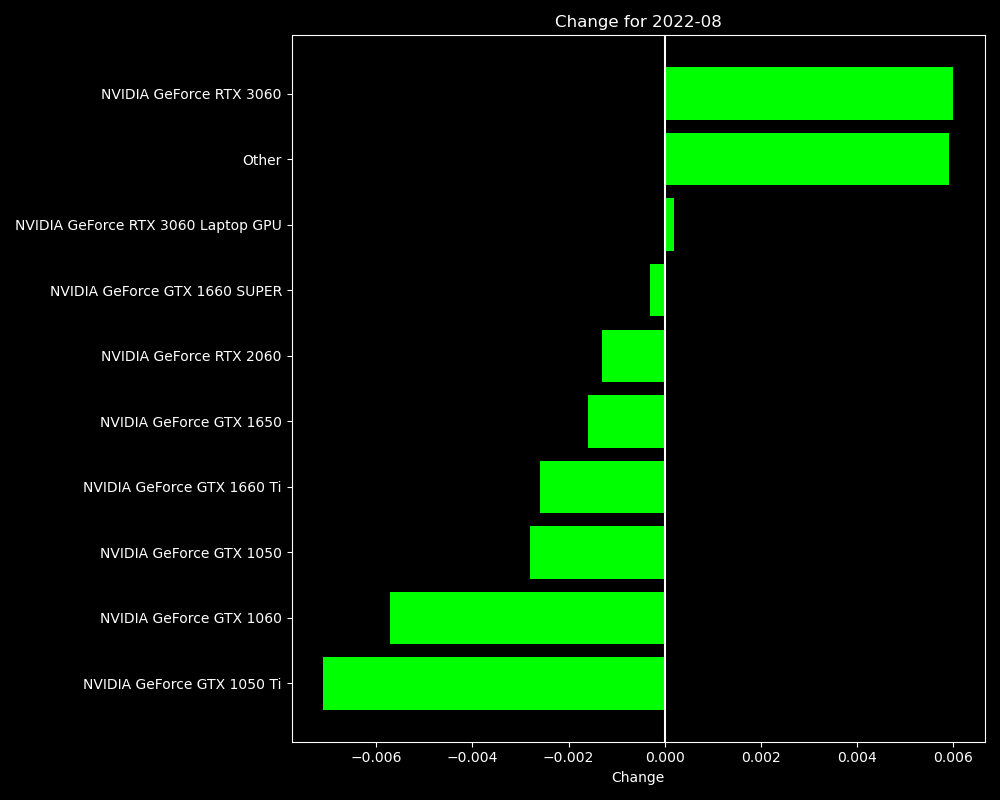 Change for 2022-08
NVIDIA GeForce RTX 3060
Other
NVIDIA GeForce RTX 3060 Laptop GPU
NVIDIA GeForce GTX 1660 SUPER
NVIDIA GeForce RTX 2060
NVIDIA GeForce GTX 1650
NVIDIA GeForce GTX 1660 Ti
NVIDIA GeForce GTX 1050
NVIDIA GeForce GTX 1060
NVIDIA GeForce GTX 1050 Ti
−0.006 −0.004 −0.002 0.000 0.002 0.004 0.006
Change